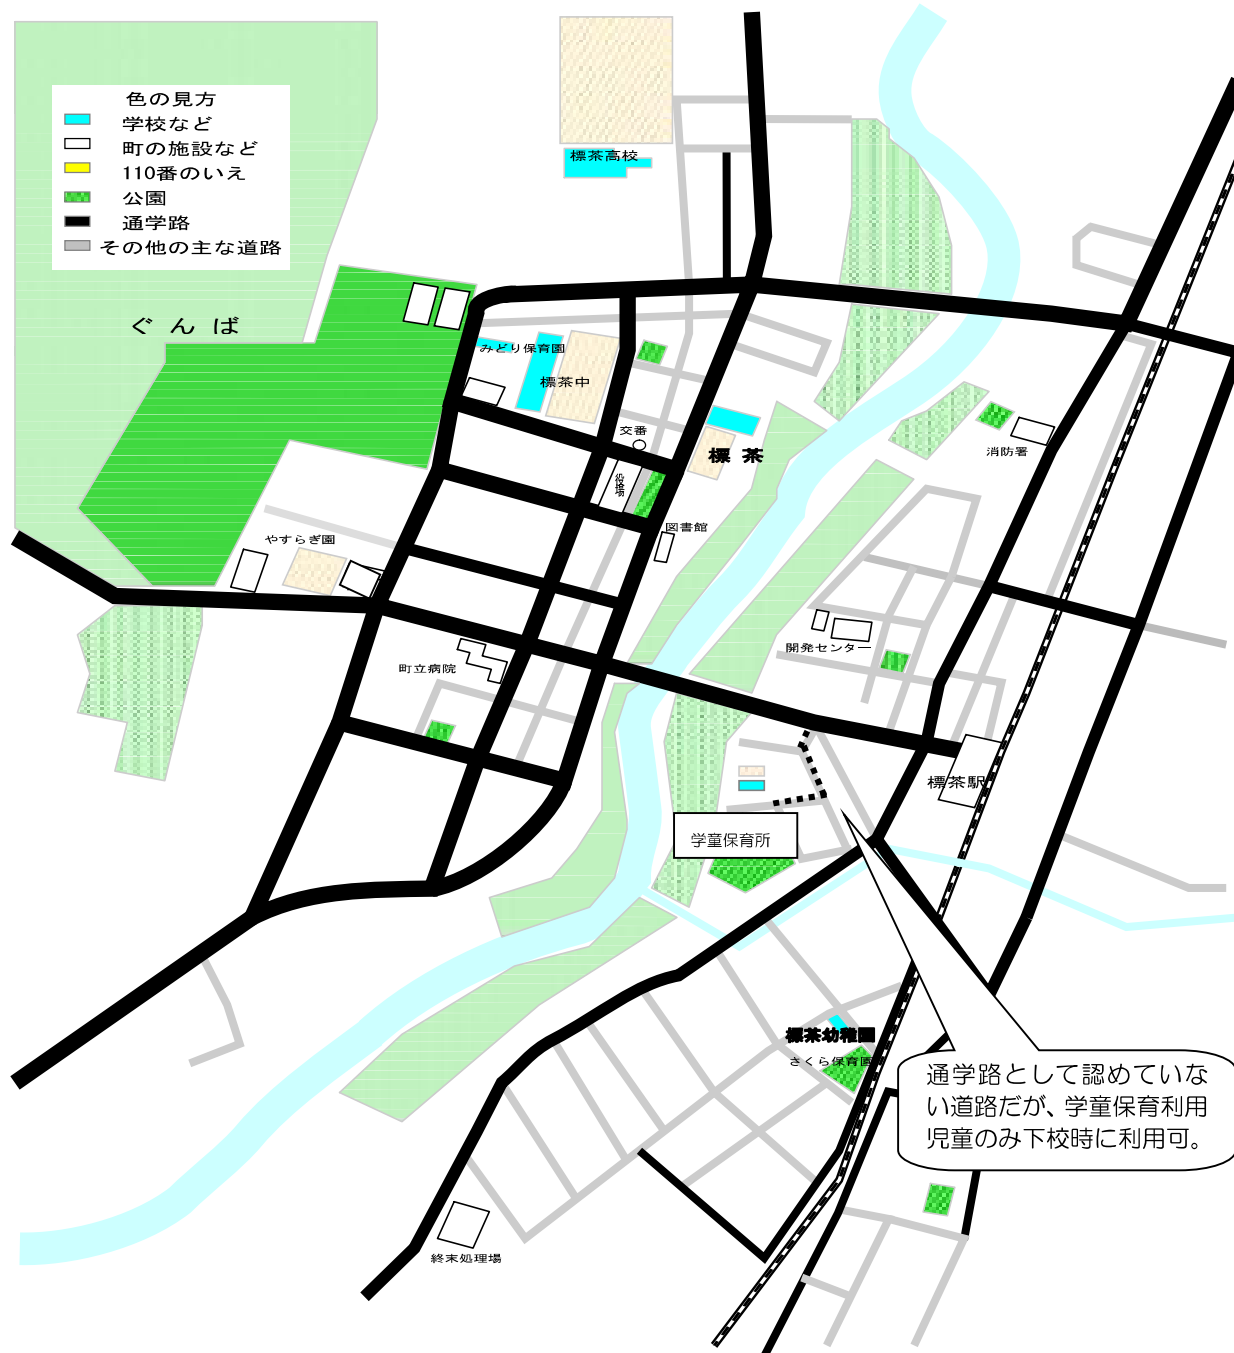 色の見方
学校など
町の施設など
110番のいえ
公園
通学路
その他の主な道路
標茶高校
ぐんば
みどり保育園
標茶中
交番
標茶
役場
消防署
図書館
やすらぎ園
開発センター
町立病院
標茶駅
学童保育所
標茶幼稚園
さくら保育園
通学路として認めていな
い道路だが、学童保育利用
児童のみ下校時に利用可。
終末処理場